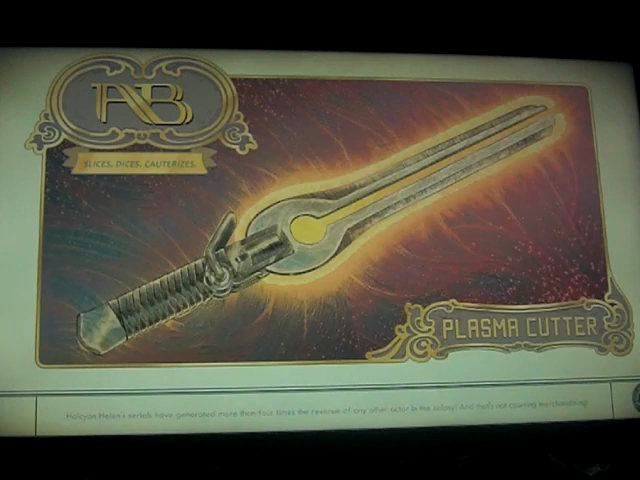 AB
SLICES. DICES. CAUTERIZES.
PLASMA CUTTER
Halcyon Helen's serials have generated more than four times the revenue of any other actor in the colony! And that's not counting merchandising!